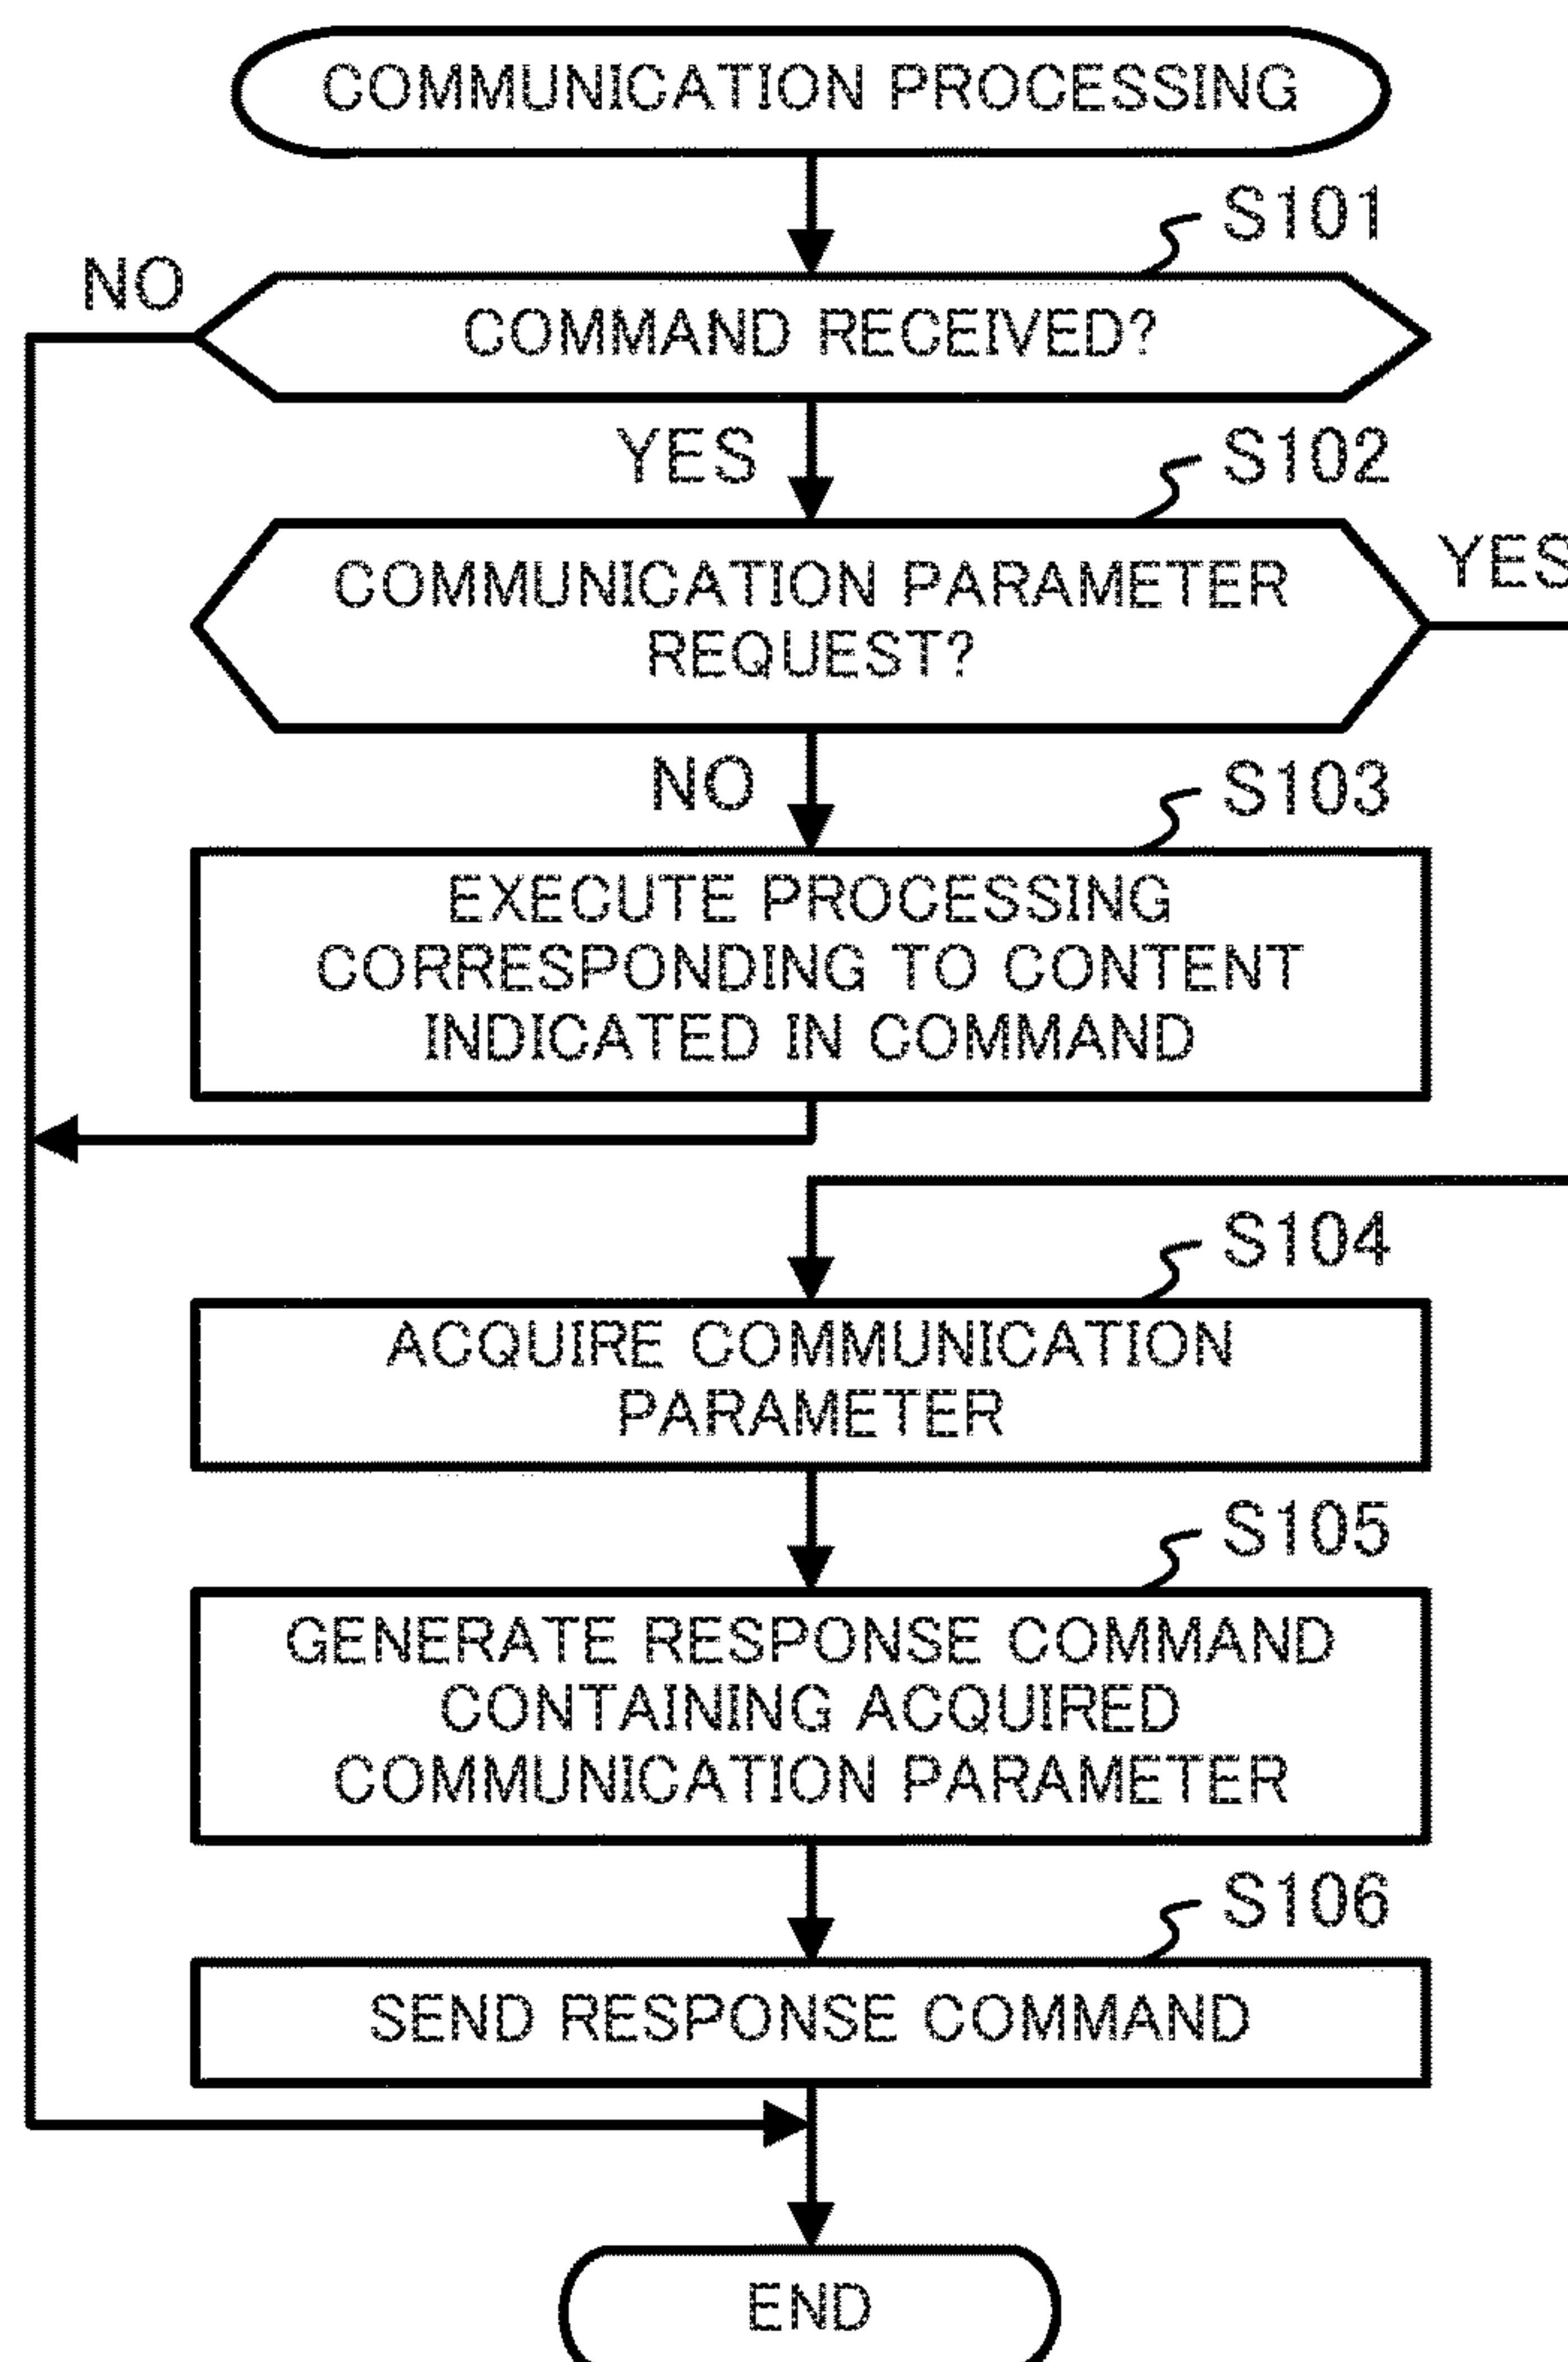 COMMUNICATION PROCESSING
S101
NO
COMMAND RECEIVED?
YES
S102
COMMUNICATION PARAMETER
REQUEST?
YES
NO
S103
EXECUTE PROCESSING
CORRESPONDING TO CONTENT
INDICATED IN COMMAND
S104
ACQUIRE COMMUNICATION
PARAMETER
S105
GENERATE RESPONSE COMMAND
CONTAINING ACQUIRED
COMMUNICATION PARAMETER
S106
SEND RESPONSE COMMAND
END